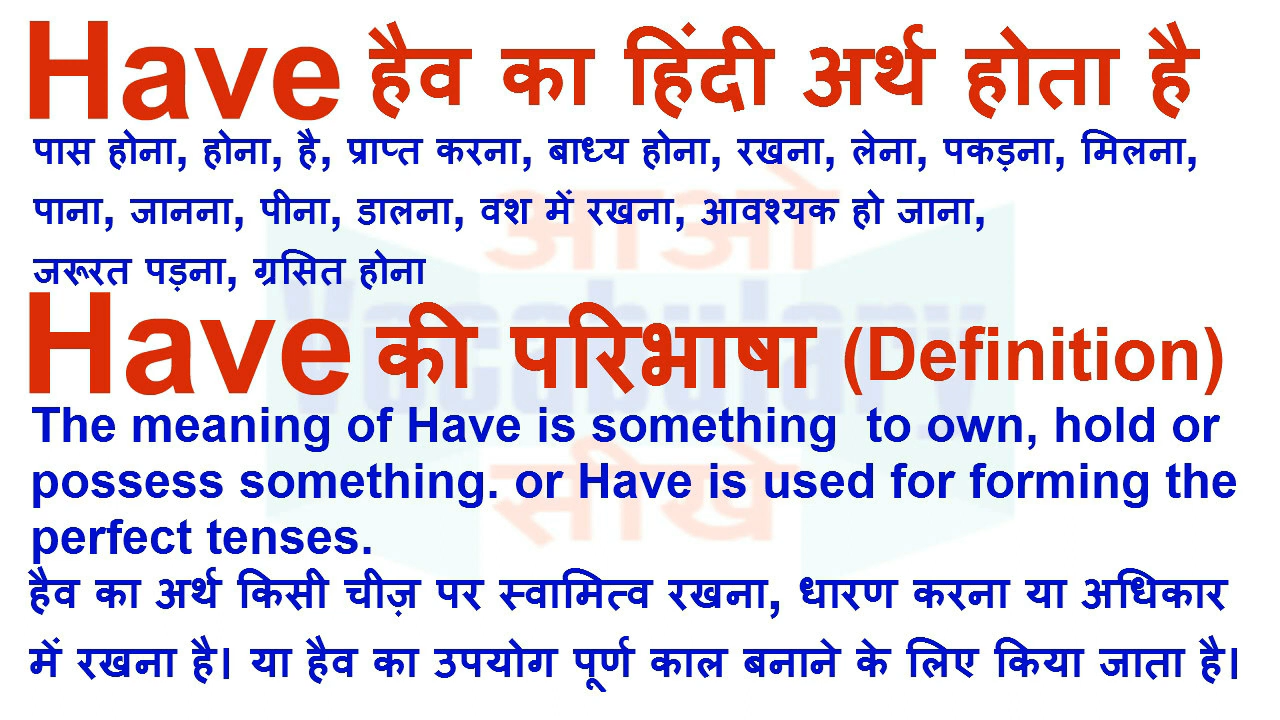 Have हैव का हिंदी अर्थ होता है
पास होना, होना, है, प्राप्त करना, बाध्य होना, रखना, लेना, पकड़ना, मिलना,
पाना, जानना, पीना, डालना, वश में रखना, आवश्यक हो जाना,
जरूरत पड़ना, ग्रसित होना
Have की परिभाषा (Definition)
The meaning of Have is something  to own, hold or
possess something. or Have is used for forming the
perfect tenses.
हैव का अर्थ किसी चीज़ पर स्वामित्व रखना, धारण करना या अधिकार
में रखना है। या हैव का उपयोग पूर्ण काल बनाने के लिए किया जाता है।
आओ
Vocabulary
सीखे